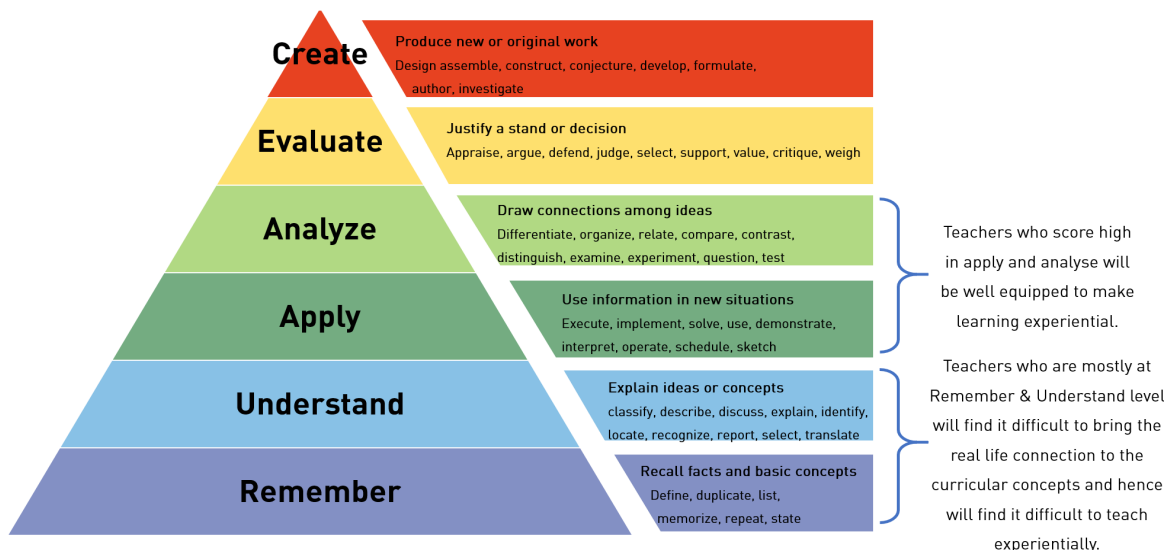 Create
Produce new or original work
Design assemble, construct, conjecture, develop, formulate,
author, investigate
Evaluate
Justify a stand or decision
Appraise, argue, defend, judge, select, support, value, critique, weigh
Analyze
Draw connections among ideas
Differentiate, organize, relate, compare, contrast,
distinguish, examine, experiment, question, test
Apply
Use information in new situations
Execute, implement, solve, use, demonstrate,
interpret, operate, schedule, sketch
Teachers who score high
in apply and analyse will
be well equipped to make
learning experiential.
Understand
Explain ideas or concepts
classify, describe, discuss, explain, identify,
locate, recognize, report, select, translate
Remember
Recall facts and basic concepts
Define, duplicate, list,
memorize, repeat, state
Teachers who are mostly at
Remember & Understand level
will find it difficult to bring the
real life connection to the
curricular concepts and hence
will find it difficult to teach
experientially.